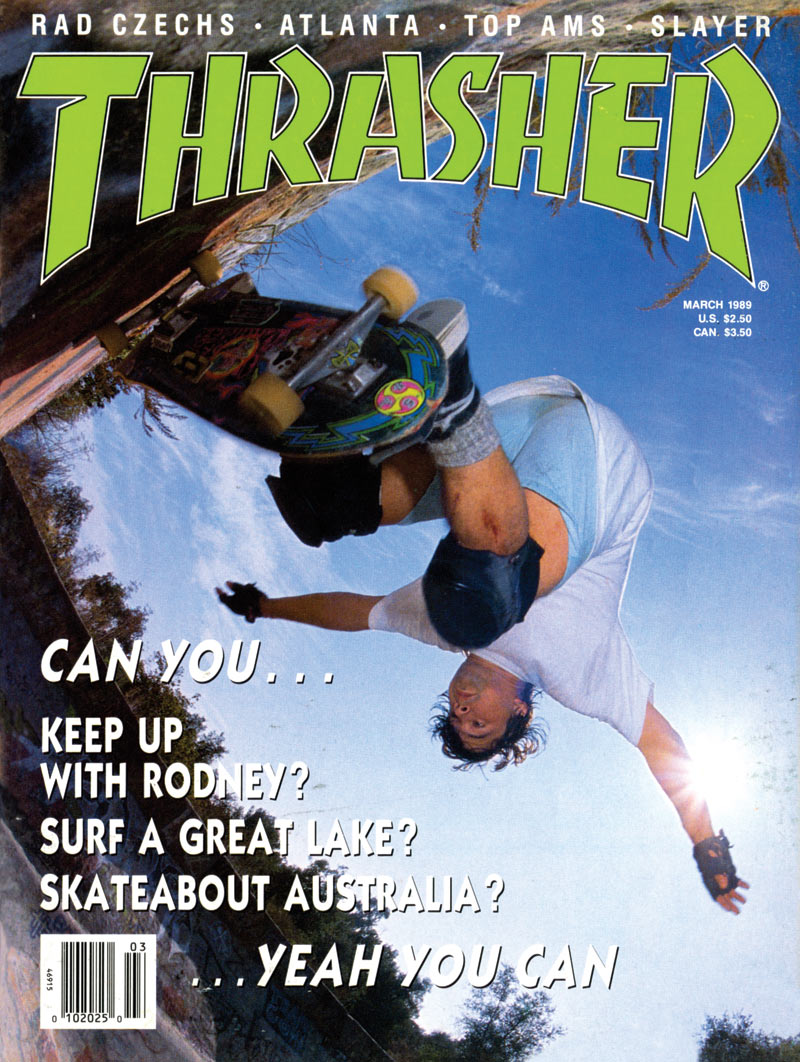 RAD CZECHS · ATLANTA · TOP AMS · SLAYER
THRASHER®
MARCH 1989
U.S. $2.50
CAN. $3.50
CAN YOU...
KEEP UP
WITH RODNEY?
SURF A GREAT LAKE?
SKATEABOUT AUSTRALIA?
...YEAH YOU CAN
03
46915
0 102025 0